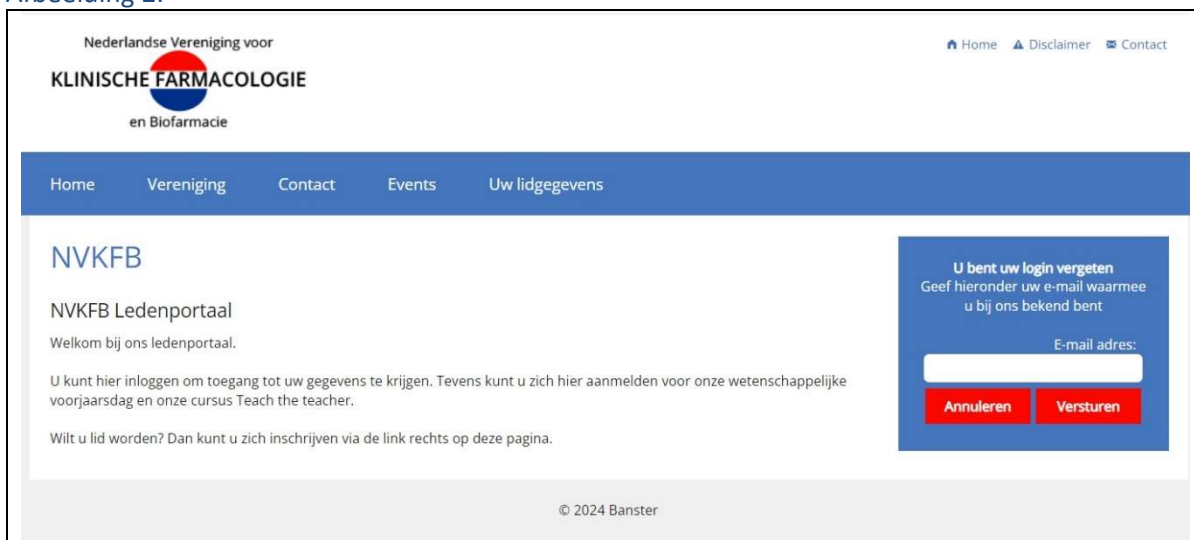 Afbeelding 2:
Nederlandse Vereniging voor
KLINISCHE FARMACOLOGIE
en Biofarmacie
Home Disclaimer Contact
Home Vereniging Contact Events Uw lidgegevens
NVKFB
NVKFB Ledenportaal
Welkom bij ons ledenportaal.
U kunt hier inloggen om toegang tot uw gegevens te krijgen. Tevens kunt u zich hier aanmelden voor onze wetenschappelijke
voorjaarsdag en onze cursus Teach the teacher.
Wilt u lid worden? Dan kunt u zich inschrijven via de link rechts op deze pagina.
U bent uw login vergeten
Geef hieronder uw e-mail waarmee
u bij ons bekend bent
E-mail adres:
Annuleren Versturen
© 2024 Banster